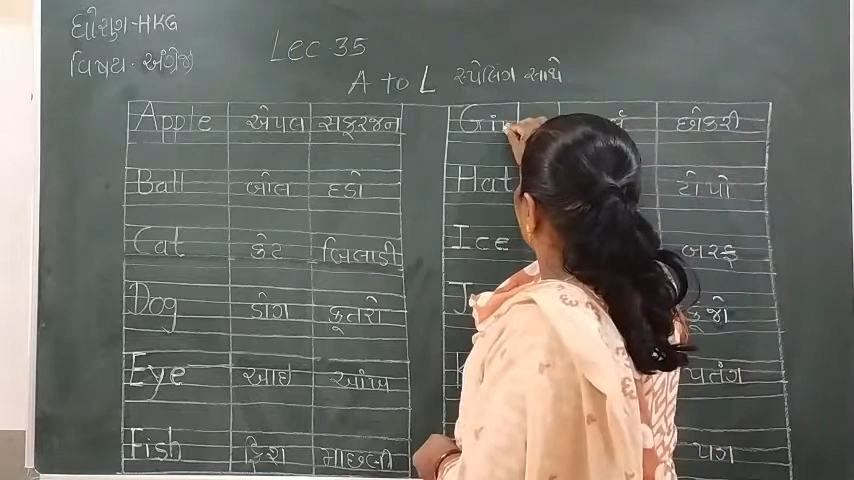 ધોરણ-HKG
વિષય-અંગ્રેજી
Lec-35
A to L સ્પેલિંગ સાથે
Apple એપલ સફરજન
Ball બોલ દડો
Cat કેટ બિલાડી
Dog ડોગ કૂતરો
Eye આઇ આંખ
Fish ફિશ માછલી
છોકરી
Hat ટોપો
Ice બરફ
કૂજો
પતંગ
પગ